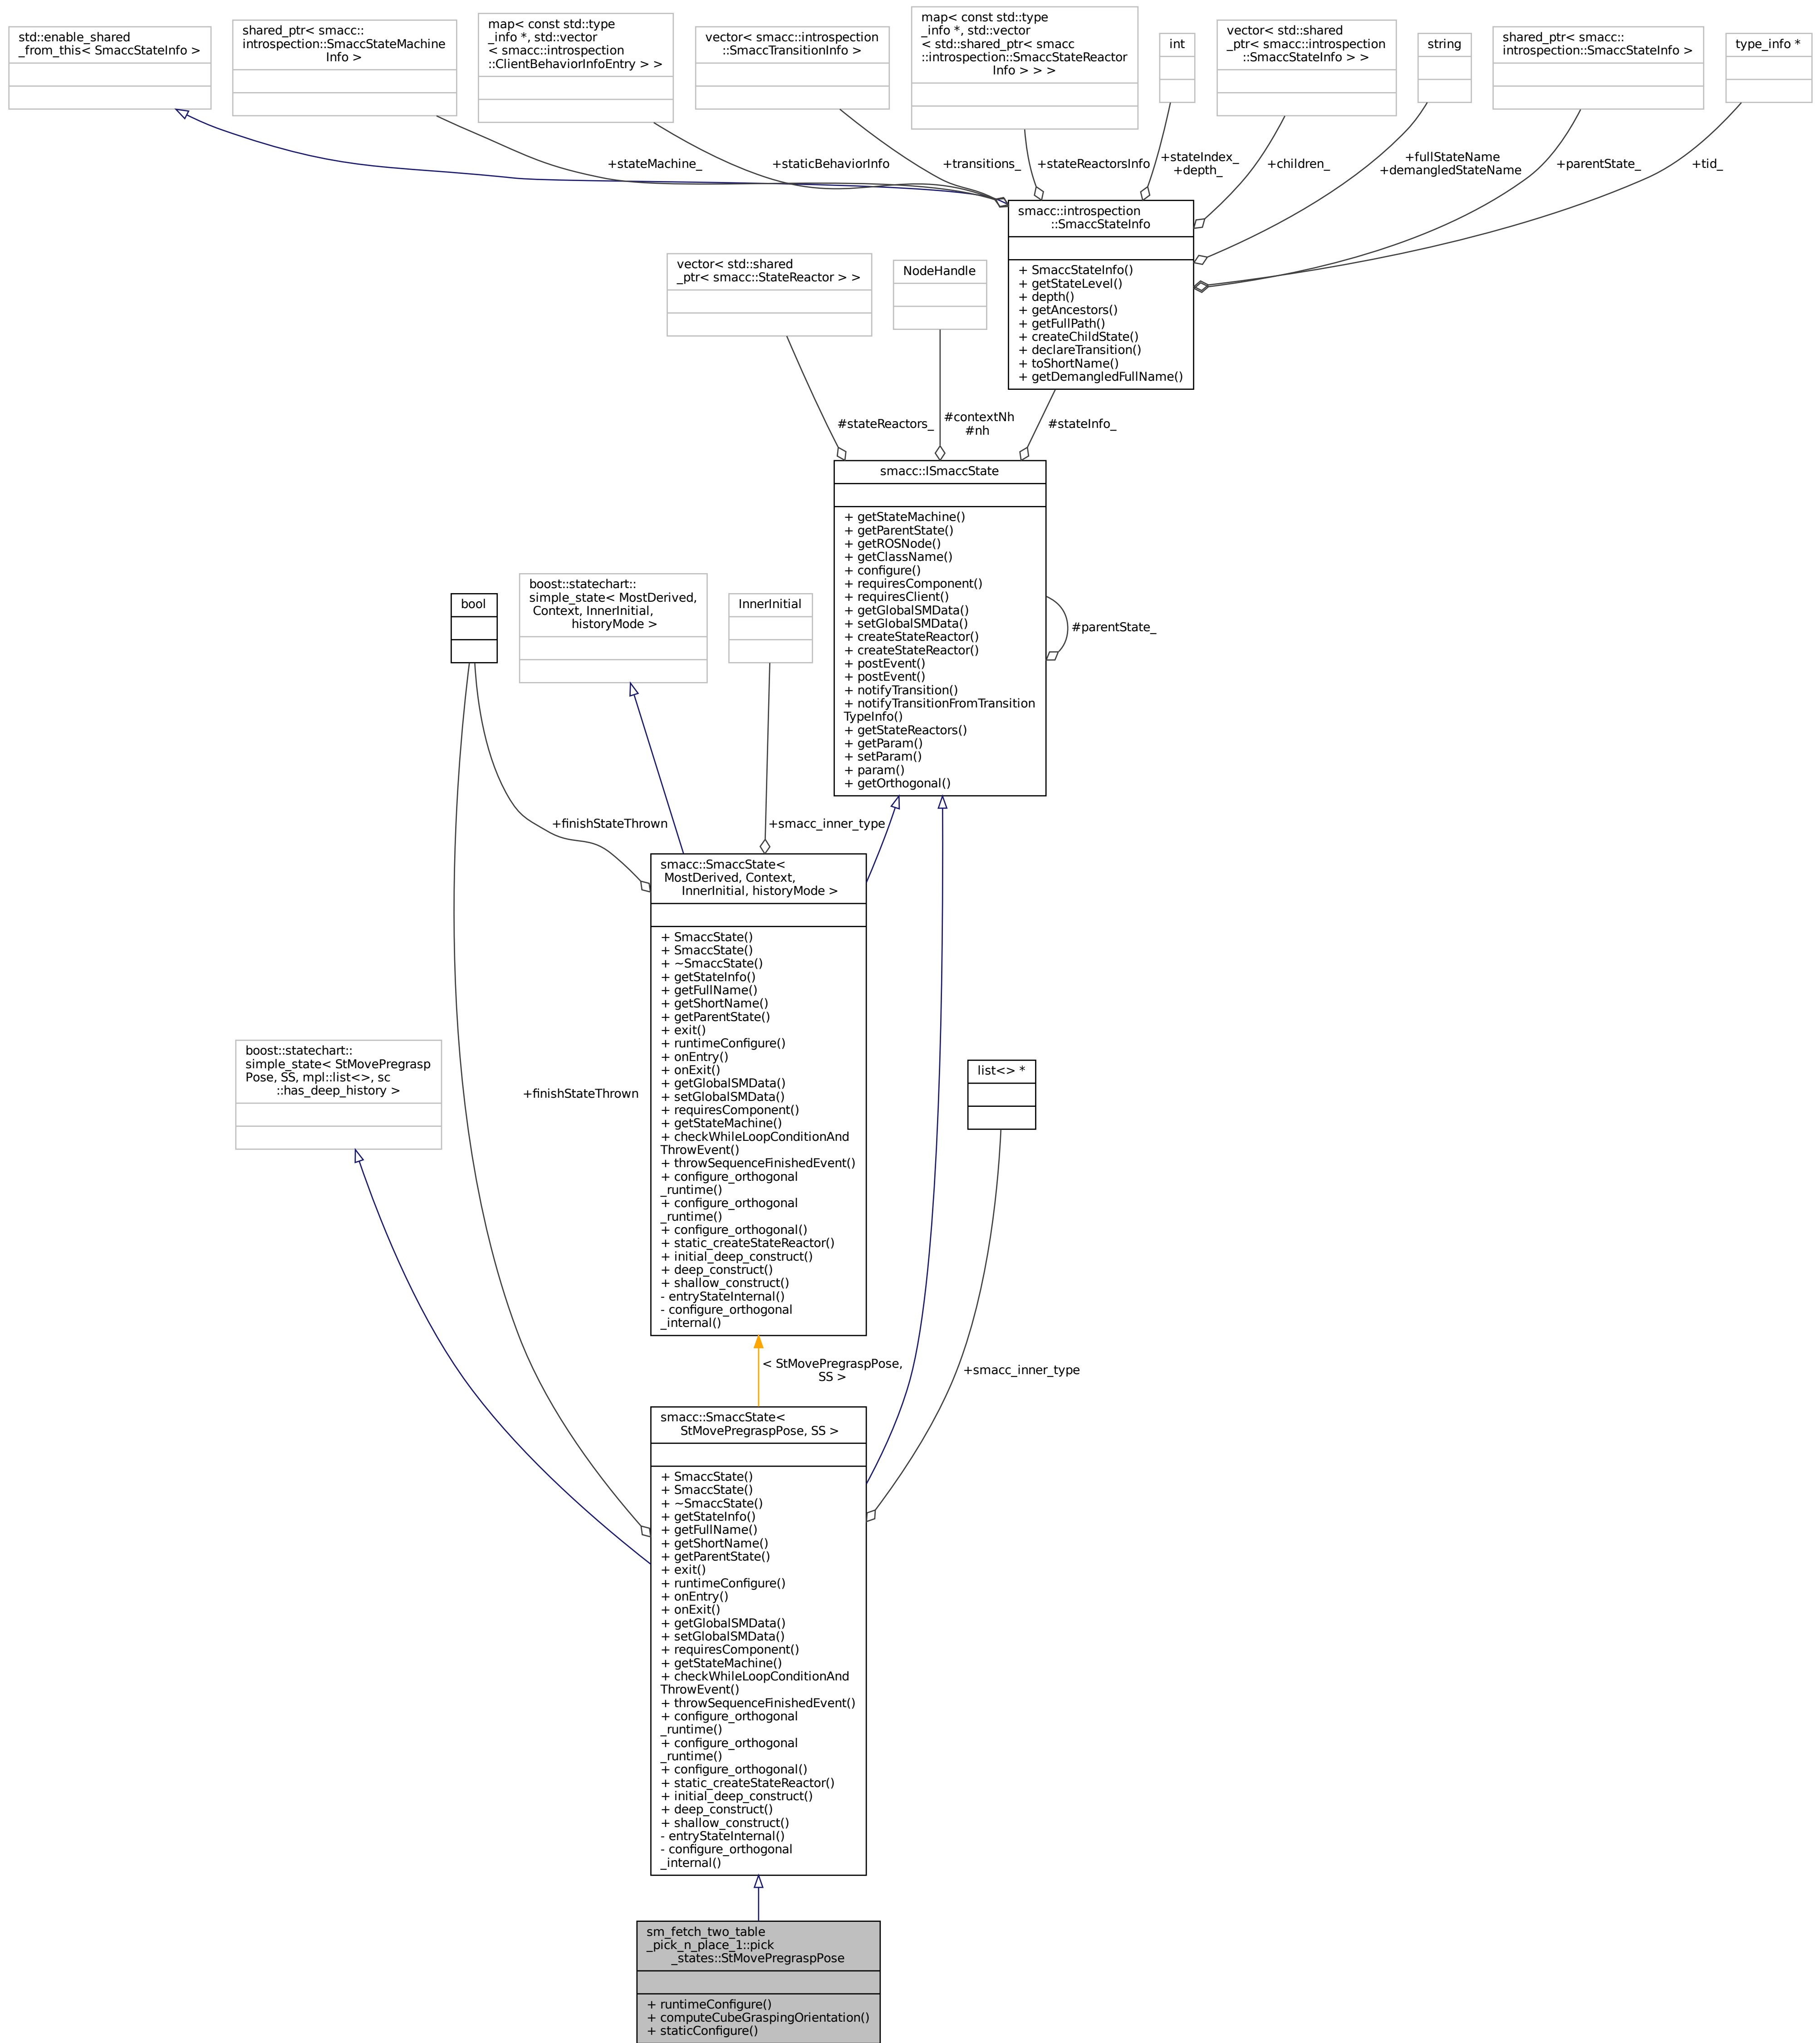 std::enable_shared
_from_this< SmaccStateInfo >
shared_ptr< smacc::
introspection::SmaccStateMachine
Info >
map< const std::type
_info *, std::vector
< smacc::introspection
::ClientBehaviorInfoEntry > >
vector< smacc::introspection
::SmaccTransitionInfo >
map< const std::type
_info *, std::vector
< std::shared_ptr< smacc
::introspection::SmaccStateReactor
Info > > >
int
vector< std::shared
_ptr< smacc::introspection
::SmaccStateInfo > >
string
shared_ptr< smacc::
introspection::SmaccStateInfo >
type_info *
+stateMachine_
+staticBehaviorInfo
+transitions_
+stateReactorsInfo
+stateIndex_
+depth_
+children_
+fullStateName
+demangledStateName
+parentState_
+tid_
smacc::introspection
::SmaccStateInfo
+ SmaccStateInfo()
+ getStateLevel()
+ depth()
+ getAncestors()
+ getFullPath()
+ createChildState()
+ declareTransition()
+ toShortName()
+ getDemangledFullName()
vector< std::shared
_ptr< smacc::StateReactor > >
NodeHandle
#stateReactors_
#contextNh
#nh
#stateInfo_
smacc::ISmaccState
+ getStateMachine()
+ getParentState()
+ getROSNode()
+ getClassName()
+ configure()
+ requiresComponent()
+ requiresClient()
+ getGlobalSMData()
+ setGlobalSMData()
+ createStateReactor()
+ createStateReactor()
+ postEvent()
+ postEvent()
+ notifyTransition()
+ notifyTransitionFromTransition
TypeInfo()
+ getStateReactors()
+ getParam()
+ setParam()
+ param()
+ getOrthogonal()
#parentState_
bool
boost::statechart::
simple_state< MostDerived,
Context, InnerInitial,
historyMode >
InnerInitial
+finishStateThrown
+smacc_inner_type
smacc::SmaccState<
MostDerived, Context,
InnerInitial, historyMode >
+ SmaccState()
+ SmaccState()
+ ~SmaccState()
+ getStateInfo()
+ getFullName()
+ getShortName()
+ getParentState()
+ exit()
+ runtimeConfigure()
+ onEntry()
+ onExit()
+ getGlobalSMData()
+ setGlobalSMData()
+ requiresComponent()
+ getStateMachine()
+ checkWhileLoopConditionAnd
ThrowEvent()
+ throwSequenceFinishedEvent()
+ configure_orthogonal
_runtime()
+ configure_orthogonal
_runtime()
+ configure_orthogonal()
+ static_createStateReactor()
+ initial_deep_construct()
+ deep_construct()
+ shallow_construct()
- entryStateInternal()
- configure_orthogonal
_internal()
boost::statechart::
simple_state< StMovePregrasp
Pose, SS, mpl::list<>, sc
::has_deep_history >
+finishStateThrown
list<> *
< StMovePregraspPose,
SS >
+smacc_inner_type
smacc::SmaccState<
StMovePregraspPose, SS >
+ SmaccState()
+ SmaccState()
+ ~SmaccState()
+ getStateInfo()
+ getFullName()
+ getShortName()
+ getParentState()
+ exit()
+ runtimeConfigure()
+ onEntry()
+ onExit()
+ getGlobalSMData()
+ setGlobalSMData()
+ requiresComponent()
+ getStateMachine()
+ checkWhileLoopConditionAnd
ThrowEvent()
+ throwSequenceFinishedEvent()
+ configure_orthogonal
_runtime()
+ configure_orthogonal
_runtime()
+ configure_orthogonal()
+ static_createStateReactor()
+ initial_deep_construct()
+ deep_construct()
+ shallow_construct()
- entryStateInternal()
- configure_orthogonal
_internal()
sm_fetch_two_table
_pick_n_place_1::pick
_states::StMovePregraspPose
+ runtimeConfigure()
+ computeCubeGraspingOrientation()
+ staticConfigure()